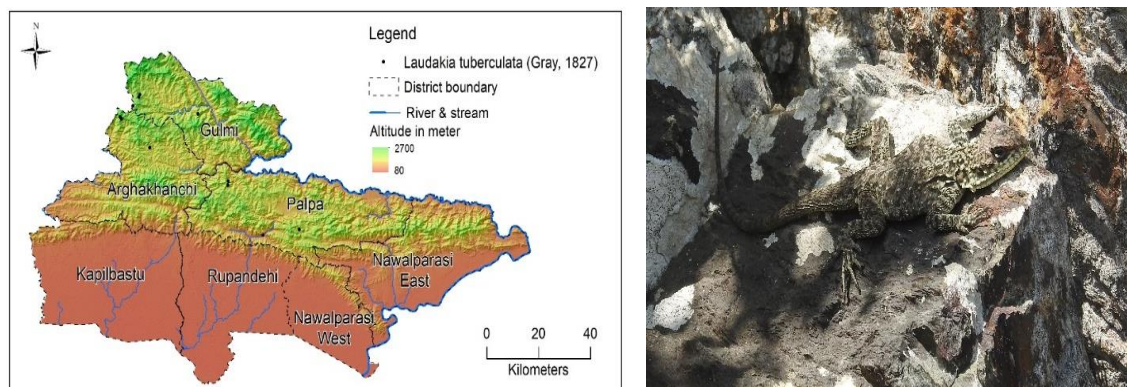 N
Legend
Laudakia tuberculata (Gray, 1827)
District boundary
River & stream
Altitude in meter
2700
80
Gulmi
Arghakhanchi
Palpa
Kapilbastu
Rupandehi
Nawalparasi
East
Nawalparasi
West
0 20 40
Kilometers